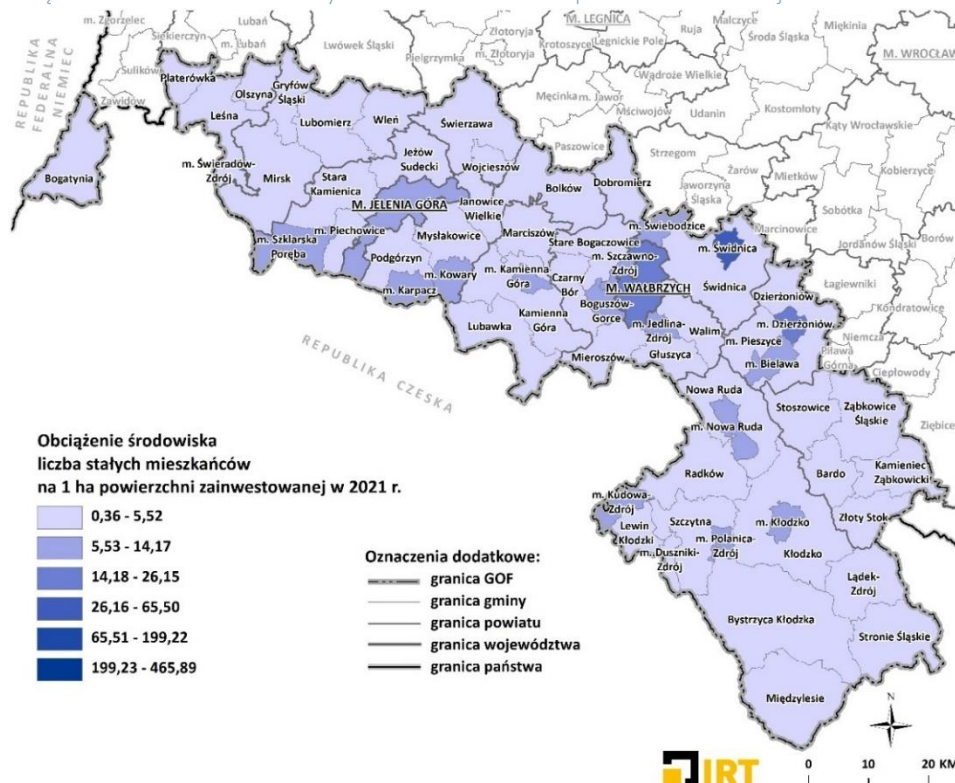 m. Zgorzelec
Siekierczyn
Lubań
m. Lubań
Sulików
Zawidów
REPUBLIKA
FEDERALNA
NIEMIEC
Lwówek Śląski
Pielgrzymka
Złotoryja
m. Złotoryja
M. LEGNICA
Krotoszyce
Legnickie Pole
Ruja
Malczyce
Środa Śląska
Miękinia
M. WROCŁAW
Wądroże Wielkie
Męcinka
m. Jawor
Mściwojów
Udanin
Kostomłoty
Kąty Wrocławskie
Kobierzyce
Paszowice
Strzegom
Żarów
Mietków
Jaworzyna
Śląska
Marcinowice
Sobótka
Jordanów Śląski
Borów
Łagiewniki
Kondratowice
Niemcza
Piława
Górna
Ciepłowody
Ziębice
Platerówka
Olszyna
Gryfów
Śląski
Leśna
Lubomierz
Wleń
Świerzawa
Bogatynia
m. Świeradów-
Zdrój
Mirsk
Stara
Kamienica
Jeżów
Sudecki
Wojcieszów
Bolków
Dobromierz
M. JELENIA GÓRA
Janowice
Wielkie
m. Szklarska
Poręba
m. Piechowice
Mysłakowice
Marciszów
Stare Bogaczowice
m. Świebodzice
m. Świdnica
Podgórzyn
m. Karpacz
m. Kowary
m. Kamienna
Góra
Czarny
Bór
m. Szczawno-
Zdrój
M. WAŁBRZYCH
Świdnica
Dzierżoniów
Lubawka
Kamienna
Góra
Boguszów-
Gorce
m. Jedlina-
Zdrój
Walim
m. Dzierżoniów
m. Pieszyce
Mieroszów
Głuszyca
m. Bielawa
REPUBLIKA CZESKA
Nowa Ruda
m. Nowa Ruda
Stoszowice
Ząbkowice
Śląskie
Radków
Bardo
Kamieniec
Ząbkowicki
m. Kudowa-
Zdrój
Lewin
Kłodzki
Szczytna
m. Kłodzko
Złoty Stok
m. Duszniki-
Zdrój
m. Polanica-
Zdrój
Kłodzko
Lądek-
Zdrój
Bystrzyca Kłodzka
Stronie Śląskie
Międzylesie
Obciążenie środowiska
liczba stałych mieszkańców
na 1 ha powierzchni zainwestowanej w 2021 r.
0,36 - 5,52
5,53 - 14,17
14,18 - 26,15
26,16 - 65,50
65,51 - 199,22
199,23 - 465,89
Oznaczenia dodatkowe:
granica GOF
granica gminy
granica powiatu
granica województwa
granica państwa
N
IRT
0 10 20 KM